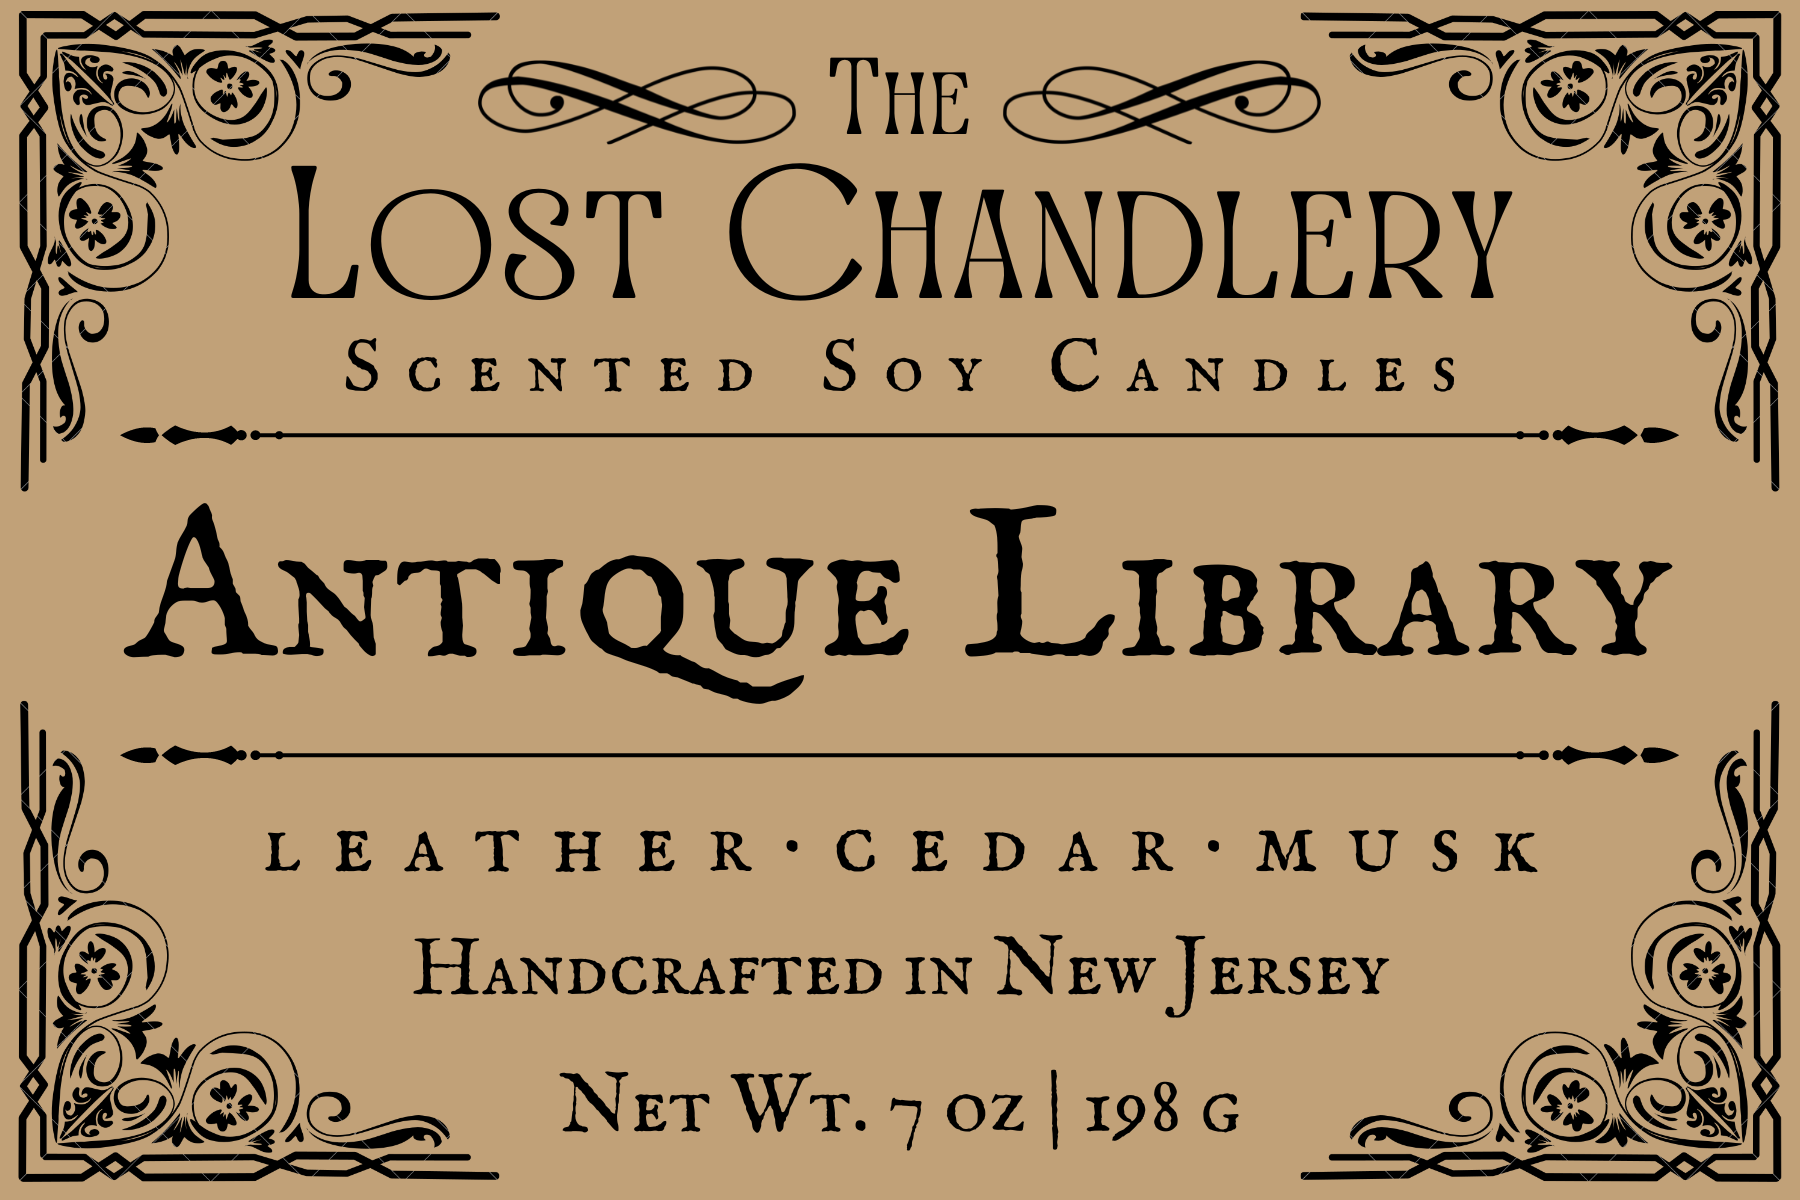 The
Lost Chandlery
Scented Soy Candles
Antique Library
LEATHER·CEDAR·MUSK
Handcrafted in New Jersey
Net Wt. 7 oz | 198 g